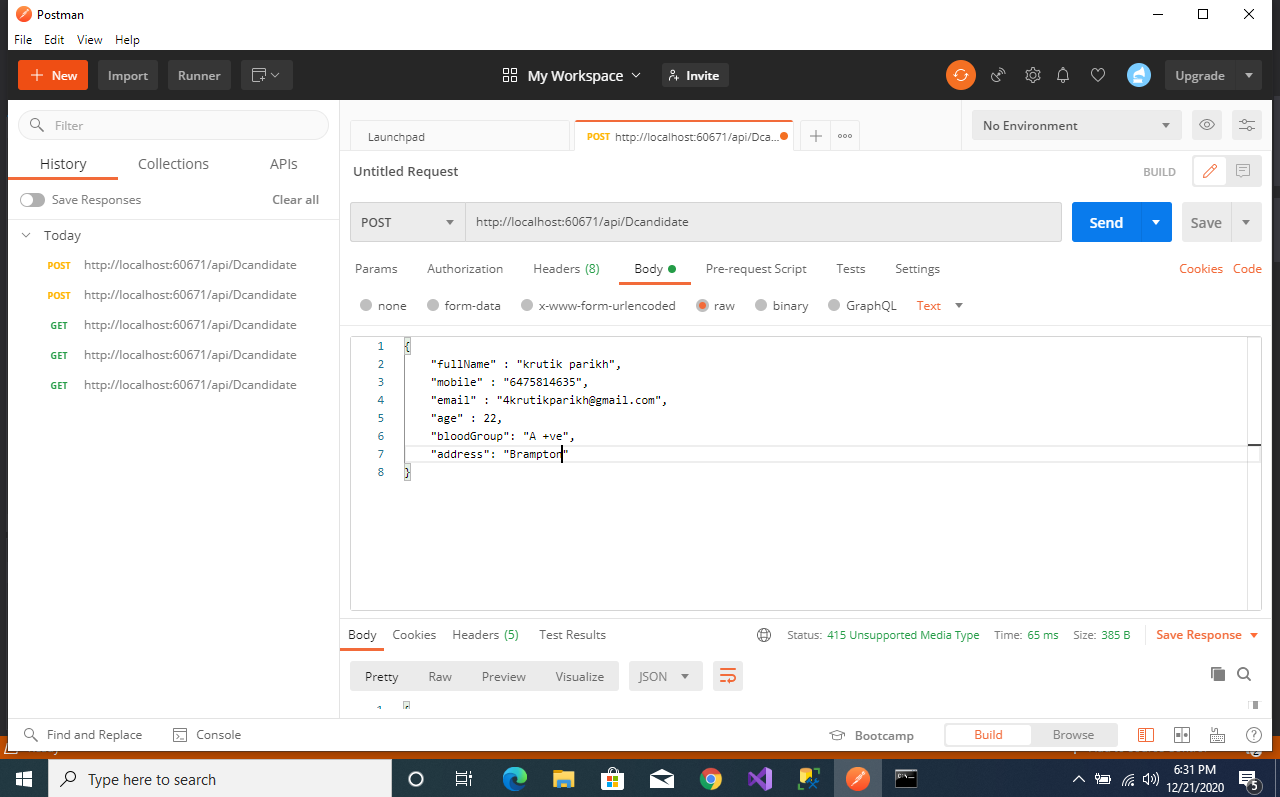 Postman
File Edit View Help
New Import Runner My Workspace Invite Upgrade
Filter
History Collections APIs
Save Responses Clear all
Today
POST http://localhost:60671/api/Dcandidate
POST http://localhost:60671/api/Dcandidate
GET http://localhost:60671/api/Dcandidate
GET http://localhost:60671/api/Dcandidate
GET http://localhost:60671/api/Dcandidate
Launchpad POST http://localhost:60671/api/Dca... No Environment
Untitled Request BUILD
POST http://localhost:60671/api/Dcandidate Send Save
Params Authorization Headers (8) Body Pre-request Script Tests Settings Cookies Code
none form-data x-www-form-urlencoded raw binary GraphQL Text
1 {
2 "fullName" : "krutik parikh",
3 "mobile" : "6475814635",
4 "email" : "4krutikparikh@gmail.com",
5 "age" : 22,
6 "bloodGroup": "A +ve",
7 "address": "Brampton"
8 }
Body Cookies Headers (5) Test Results Status: 415 Unsupported Media Type Time: 65 ms Size: 385 B Save Response
Pretty Raw Preview Visualize JSON
1 {
Find and Replace Console Bootcamp Build Browse
Type here to search
6:31 PM
12/21/2020
5